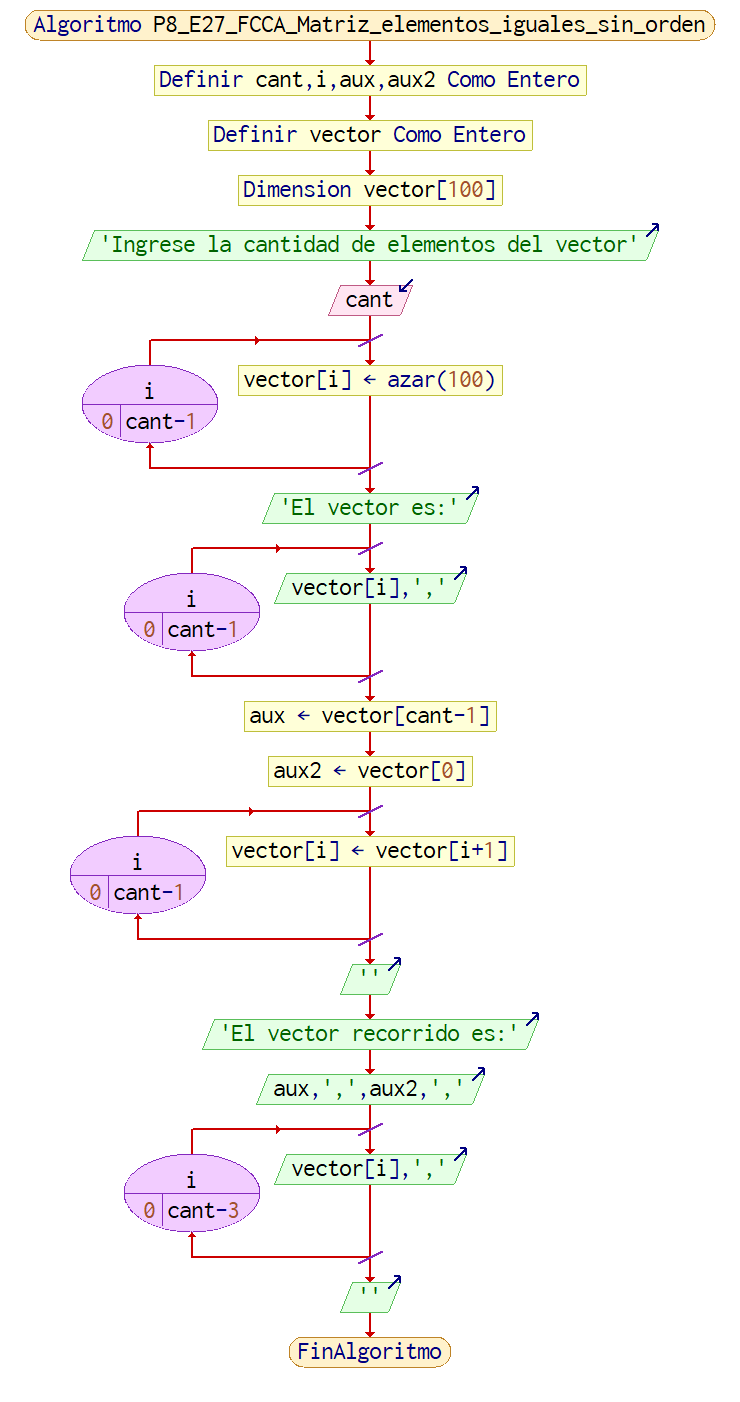 Algoritmo P8_E27_FCCA_Matriz_elementos_iguales_sin_orden
Definir cant,i,aux,aux2 Como Entero
Definir vector Como Entero
Dimension vector[100]
'Ingrese la cantidad de elementos del vector'
cant
vector[i] ← azar(100)
i
0 cant-1
'El vector es:'
vector[i],','
i
0 cant-1
aux ← vector[cant-1]
aux2 ← vector[0]
vector[i] ← vector[i+1]
i
0 cant-1
''
'El vector recorrido es:'
aux,',',aux2,','
vector[i],','
i
0 cant-3
''
FinAlgoritmo